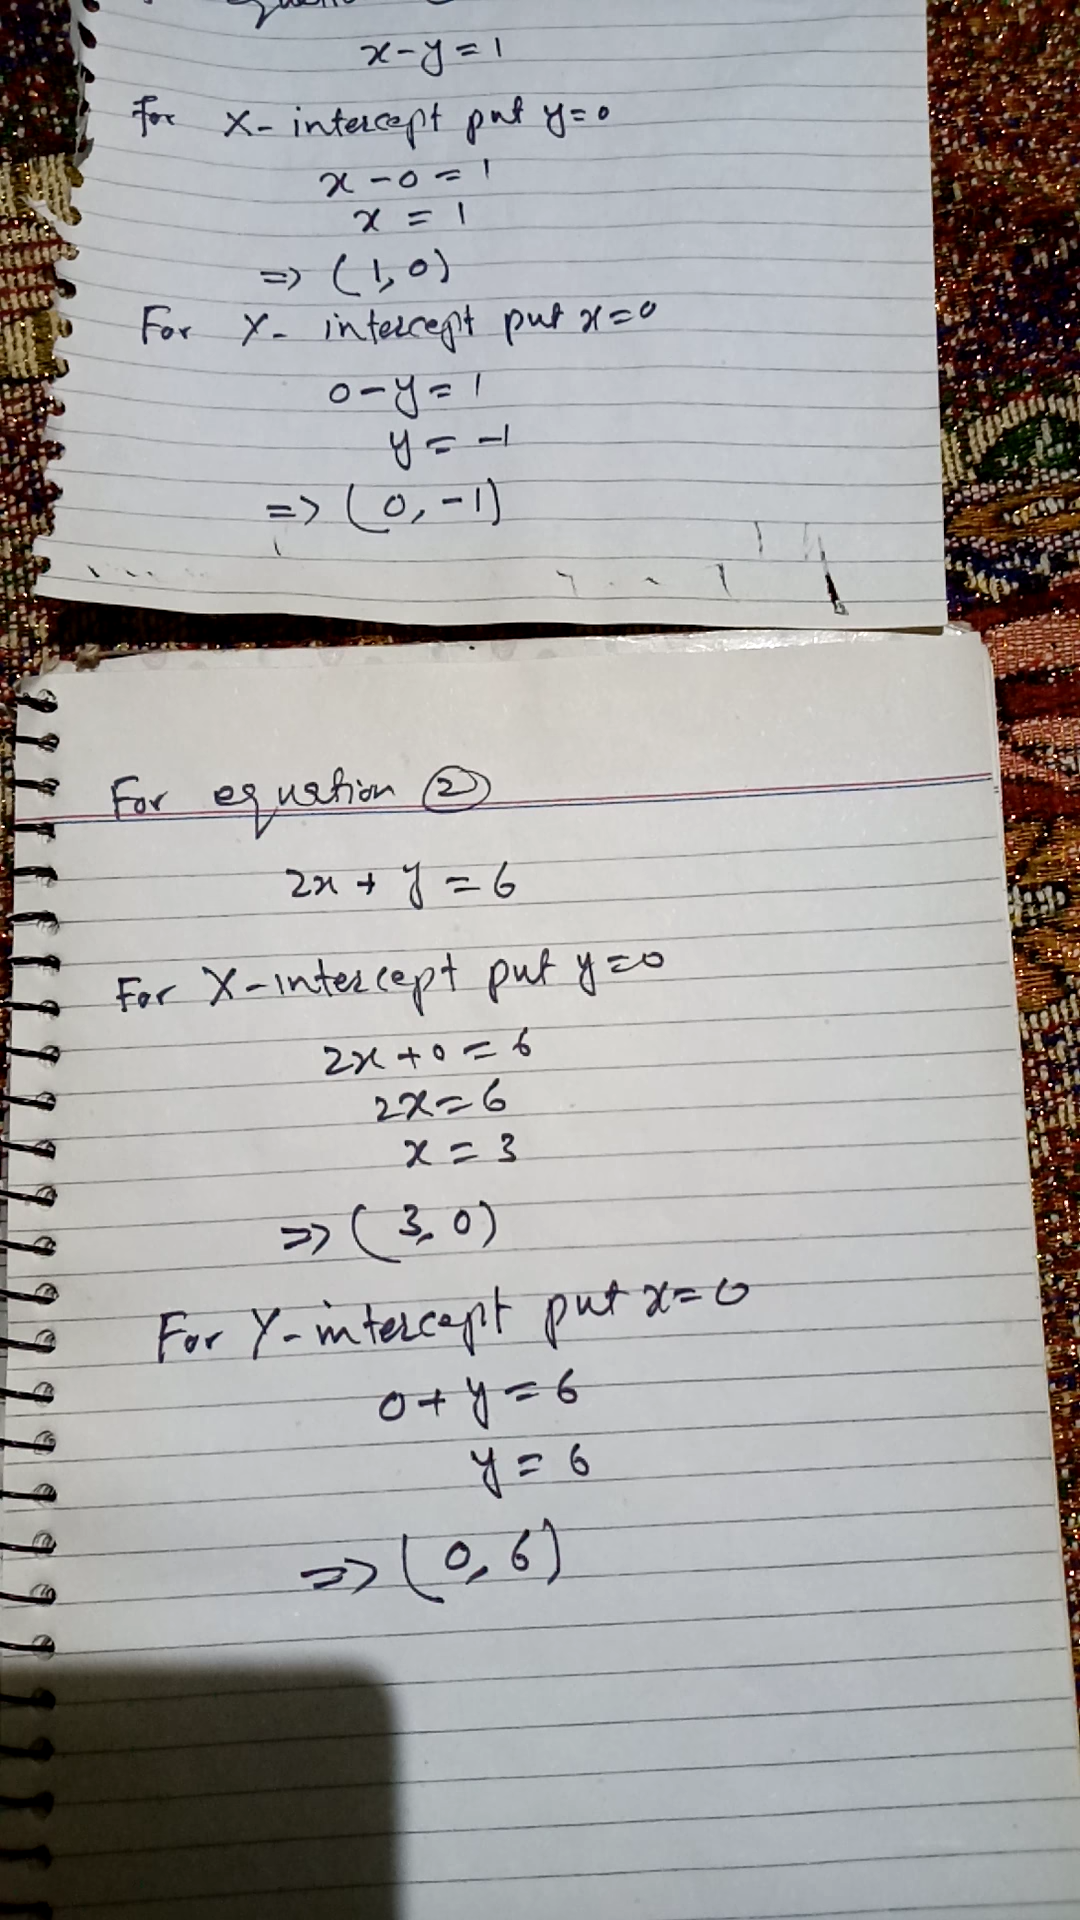 x-y=1
For X- intercept put y=0
x-0=1
x = 1
=> (1, 0)
For Y- intercept put x=0
0-y=1
y = -1
=> (0, -1)
For equation ②
2x + y = 6
For X-intercept put y=0
2x+0=6
2x=6
x = 3
=> (3, 0)
For Y-intercept put x=0
0+y=6
y = 6
=> (0, 6)